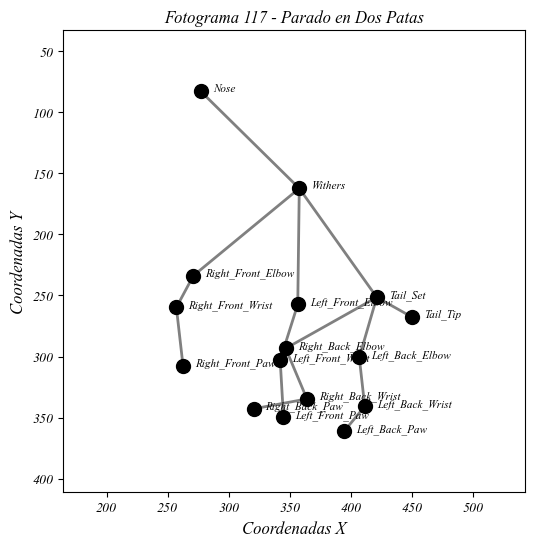 Fotograma 117 - Parado en Dos Patas
50
100
150
200
250
300
350
400
Coordenadas Y
Nose
Withers
Right_Front_Elbow
Tail_Set
Right_Front_Wrist
Left_Front_Elbow
Tail_Tip
Right_Back_Elbow
Left_Back_Elbow
Left_Front_Wrist
Right_Front_Paw
Right_Back_Wrist
Left_Back_Wrist
Right_Back_Paw
Left_Front_Paw
Left_Back_Paw
200
250
300
350
400
450
500
Coordenadas X